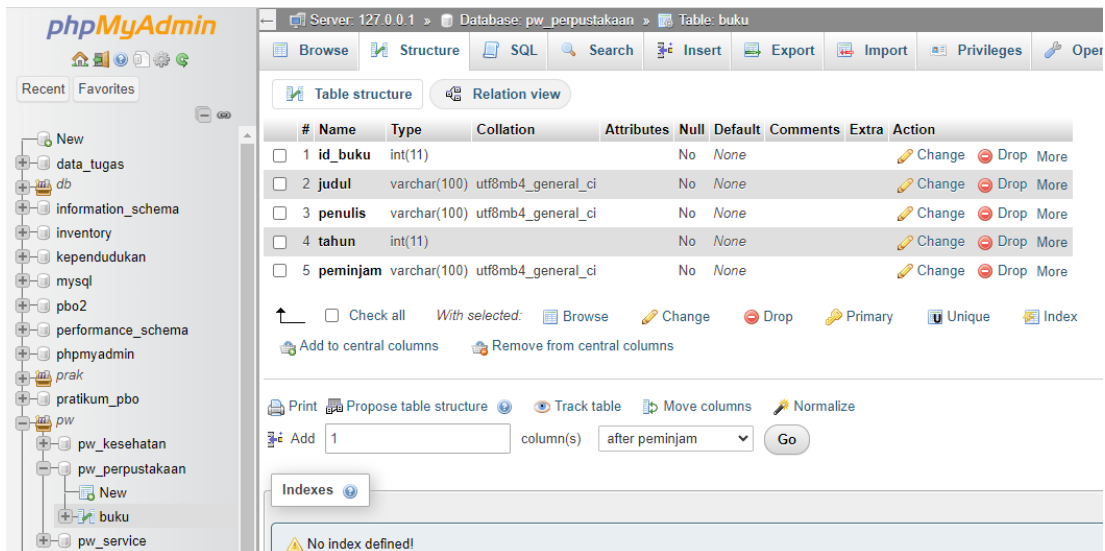 phpMyAdmin
Recent Favorites
New
data_tugas
db
information_schema
inventory
kependudukan
mysql
pbo2
performance_schema
phpmyadmin
prak
pratikum_pbo
pw
pw_kesehatan
pw_perpustakaan
New
buku
pw_service
Server: 127.0.0.1 » Database: pw_perpustakaan » Table: buku
Browse Structure SQL Search Insert Export Import Privileges Oper
Table structure Relation view
# Name Type Collation Attributes Null Default Comments Extra Action
1 id_buku int(11) No None Change Drop More
2 judul varchar(100) utf8mb4_general_ci No None Change Drop More
3 penulis varchar(100) utf8mb4_general_ci No None Change Drop More
4 tahun int(11) No None Change Drop More
5 peminjam varchar(100) utf8mb4_general_ci No None Change Drop More
Check all With selected: Browse Change Drop Primary Unique Index
Add to central columns Remove from central columns
Print Propose table structure Track table Move columns Normalize
Add 1 column(s) after peminjam Go
Indexes
No index defined!